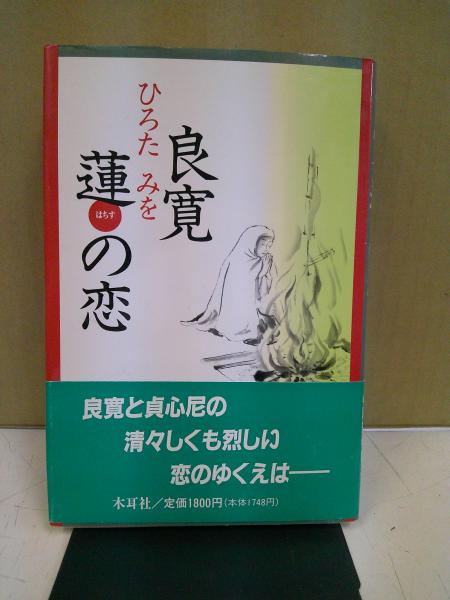 良寛
蓮の恋
はちす
ひろた みを
良寛と貞心尼の
清々しくも烈しい
恋のゆくえは――
木耳社/定価1800円(本体1748円)